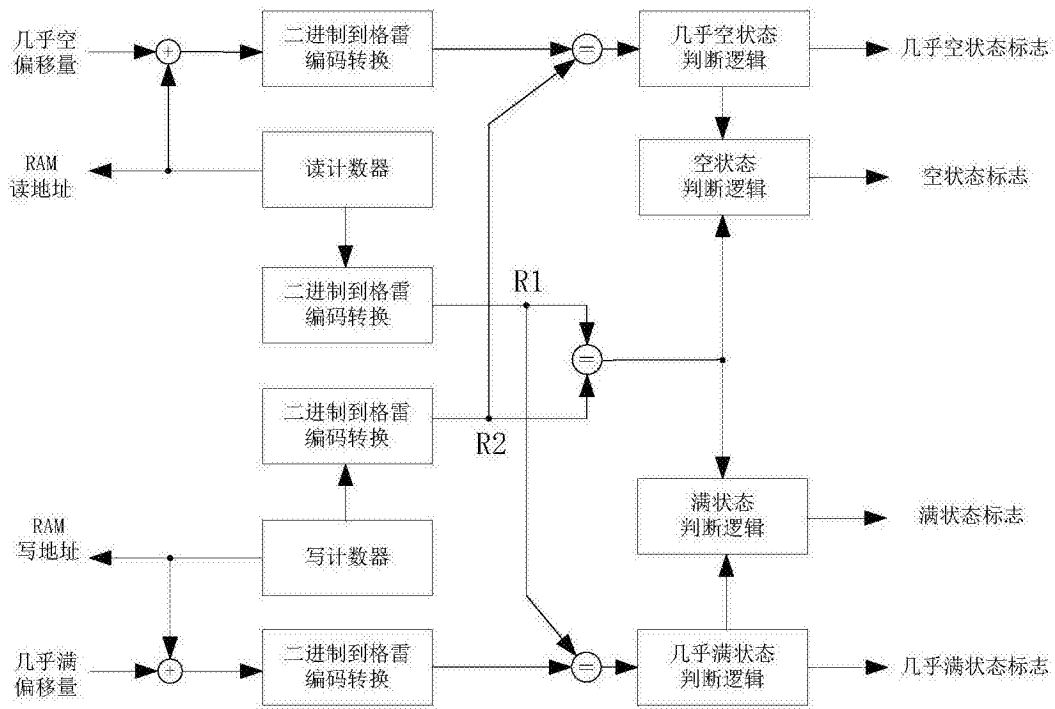 几乎空
偏移量
二进制到格雷
编码转换
几乎空状态
判断逻辑
几乎空状态标志
RAM
读地址
读计数器
空状态
判断逻辑
空状态标志
二进制到格雷
编码转换
R1
二进制到格雷
编码转换
R2
RAM
写地址
写计数器
满状态
判断逻辑
满状态标志
几乎满
偏移量
二进制到格雷
编码转换
几乎满状态
判断逻辑
几乎满状态标志